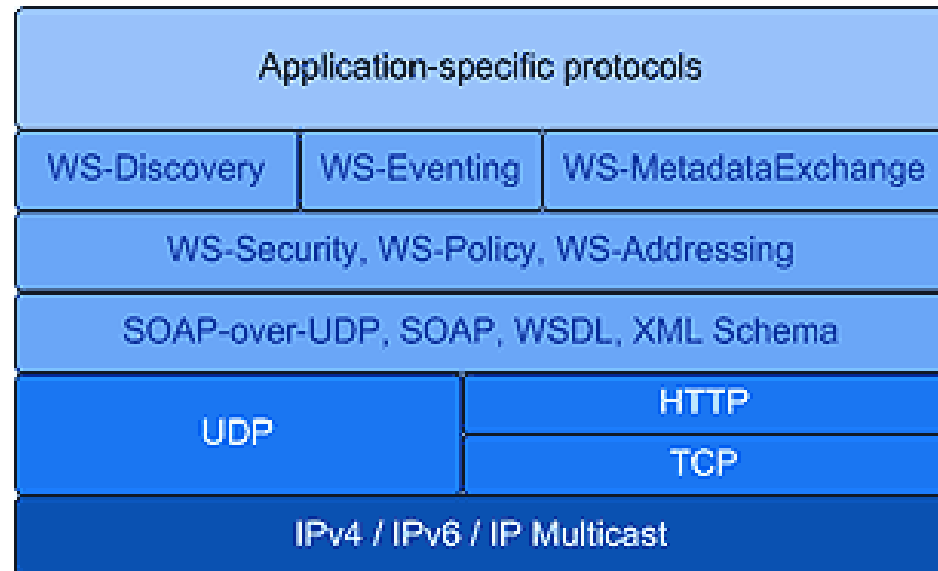 Application-specific protocols
WS-Discovery
WS-Eventing
WS-MetadataExchange
WS-Security, WS-Policy, WS-Addressing
SOAP-over-UDP, SOAP, WSDL, XML Schema
UDP
HTTP
TCP
IPv4 / IPv6 / IP Multicast